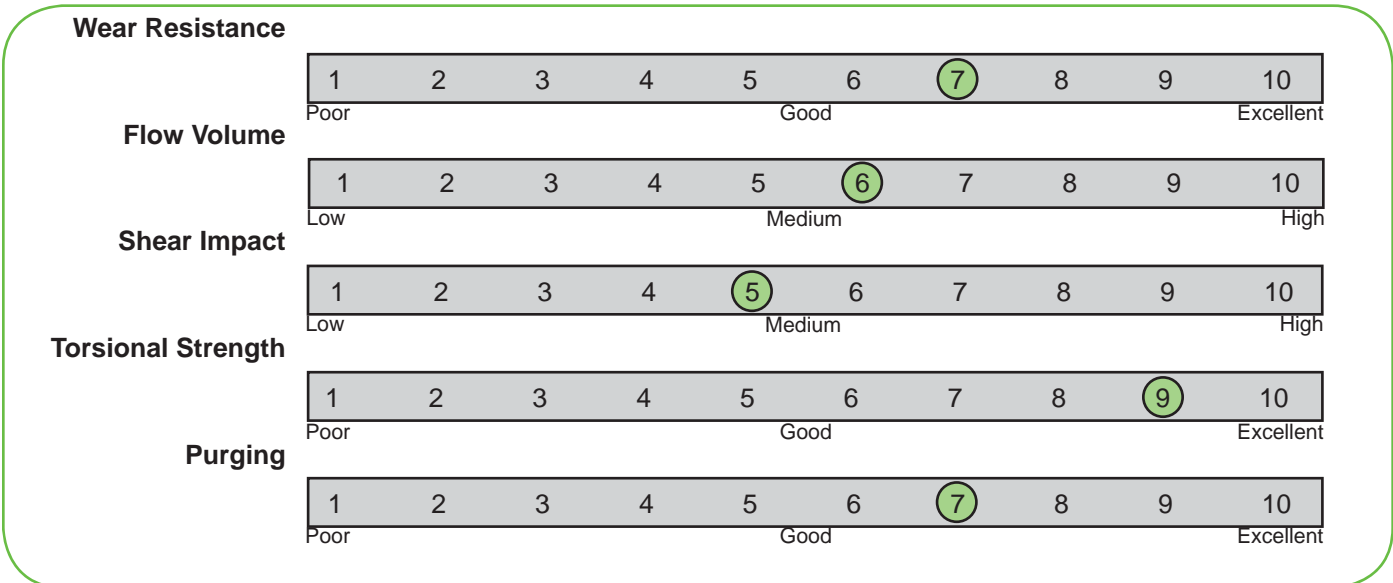 Wear Resistance
1 2 3 4 5 6 7 8 9 10
Poor Good Excellent
Flow Volume
1 2 3 4 5 6 7 8 9 10
Low Medium High
Shear Impact
1 2 3 4 5 6 7 8 9 10
Low Medium High
Torsional Strength
1 2 3 4 5 6 7 8 9 10
Poor Good Excellent
Purging
1 2 3 4 5 6 7 8 9 10
Poor Good Excellent